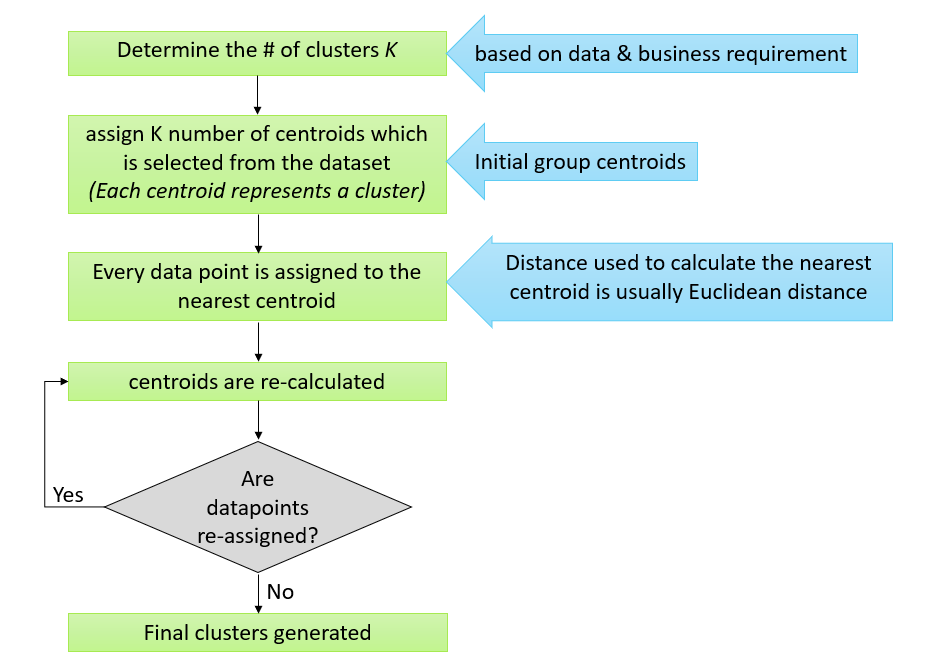 Determine the # of clusters K
based on data & business requirement
assign K number of centroids which
is selected from the dataset
(Each centroid represents a cluster)
Initial group centroids
Every data point is assigned to the
nearest centroid
Distance used to calculate the nearest
centroid is usually Euclidean distance
centroids are re-calculated
Are
datapoints
re-assigned?
Yes
No
Final clusters generated